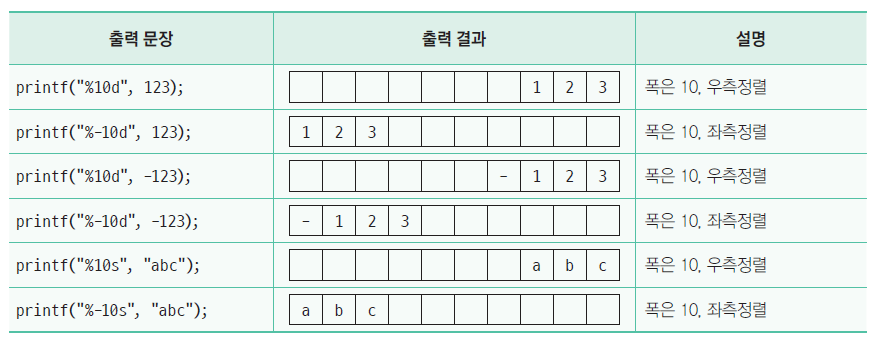 출력 문장 출력 결과 설명
printf("%10d", 123); 1 2 3 폭은 10, 우측정렬
printf("%-10d", 123); 1 2 3 폭은 10, 좌측정렬
printf("%10d", -123); - 1 2 3 폭은 10, 우측정렬
printf("%-10d", -123); - 1 2 3 폭은 10, 좌측정렬
printf("%10s", "abc"); a b c 폭은 10, 우측정렬
printf("%-10s", "abc"); a b c 폭은 10, 좌측정렬